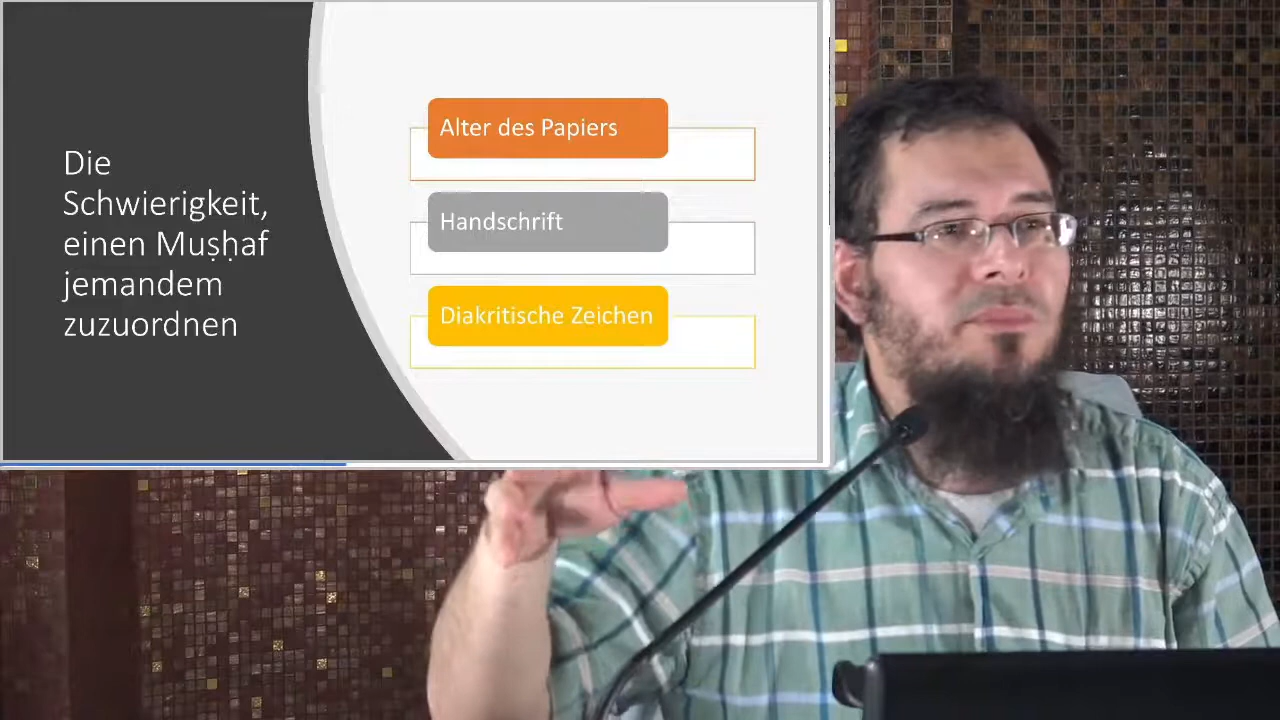 Die
Schwierigkeit,
einen Muṣḥaf
jemandem
zuzuordnen
Alter des Papiers
Handschrift
Diakritische Zeichen